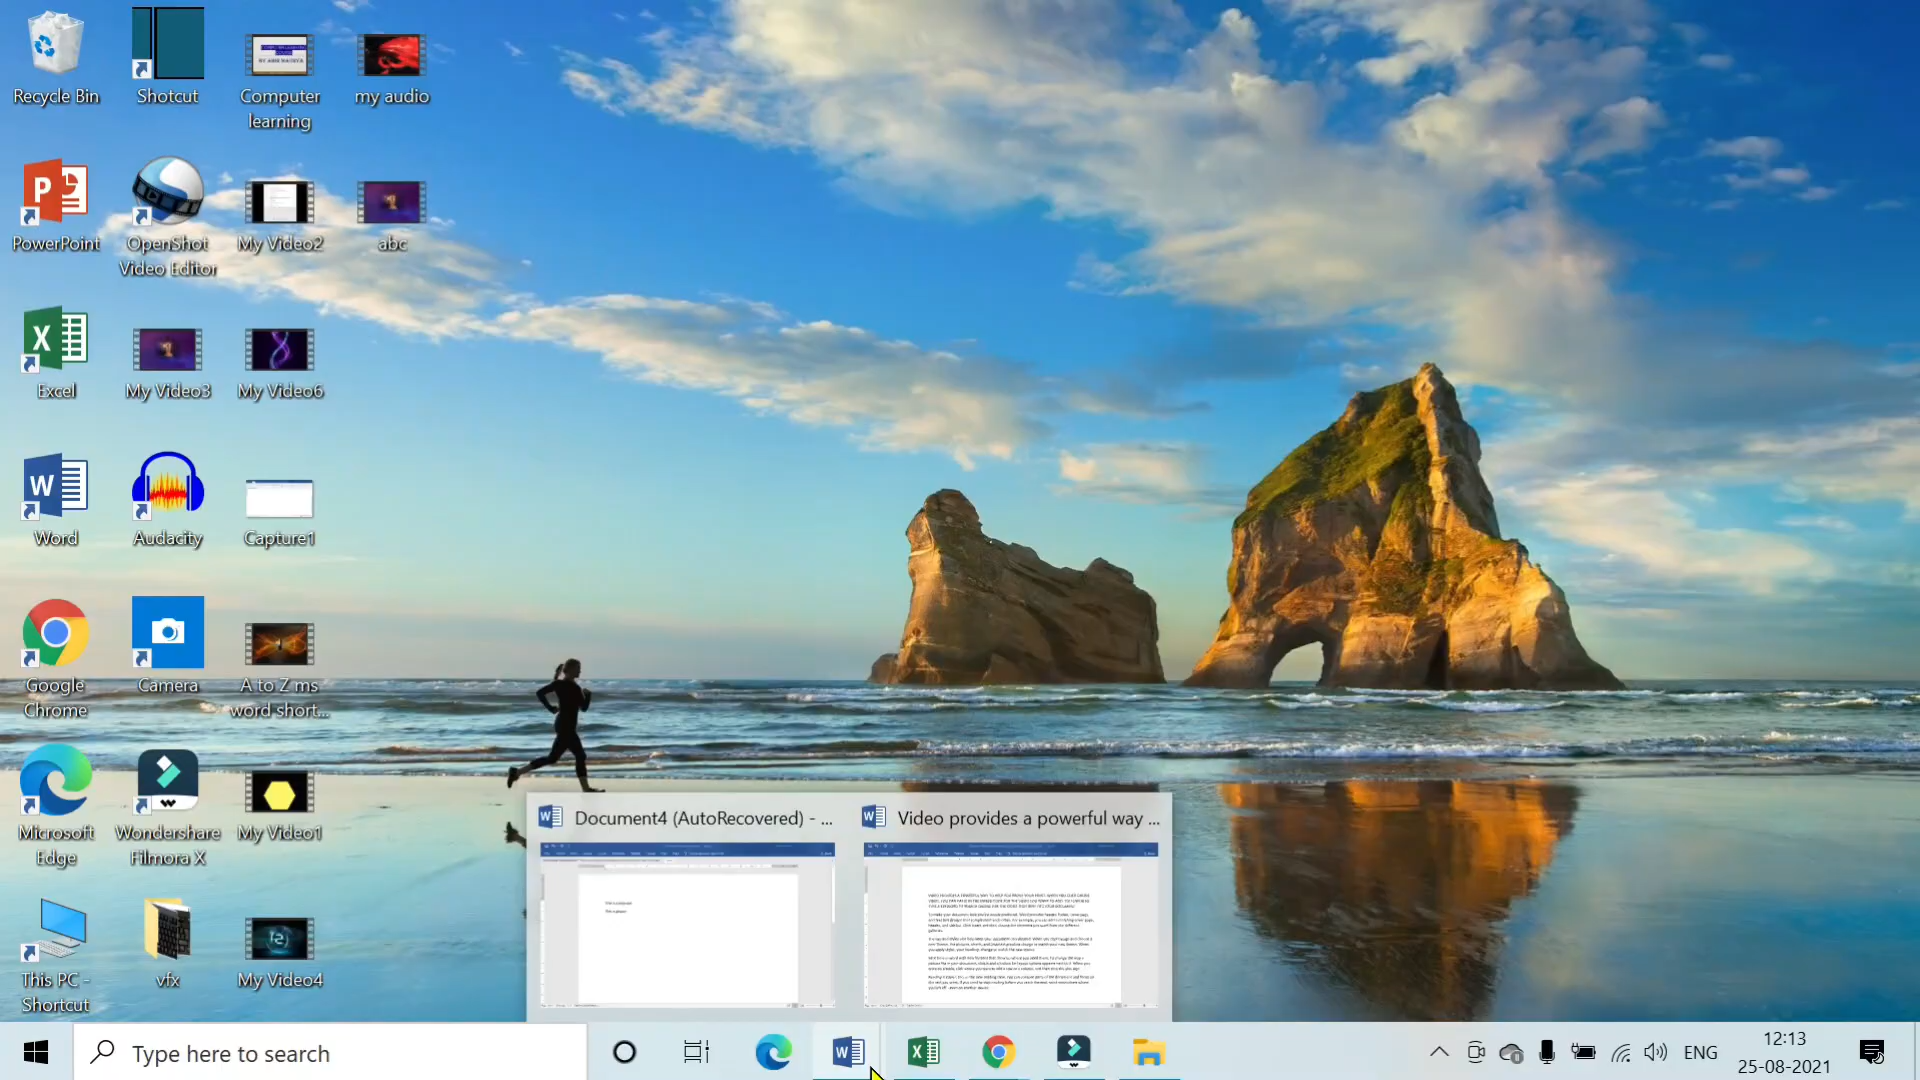 Recycle Bin
Shotcut
Computer
learning
my audio
PowerPoint
OpenShot
Video Editor
My Video2
abc
Excel
My Video3
My Video6
Word
Audacity
Capture1
Google
Chrome
Camera
A to Z ms
word short...
Microsoft
Edge
Wondershare
Filmora X
My Video1
This PC -
Shortcut
vfx
My Video4
Document4 (AutoRecovered) - ...
Video provides a powerful way ...
Type here to search
ENG
12:13
25-08-2021